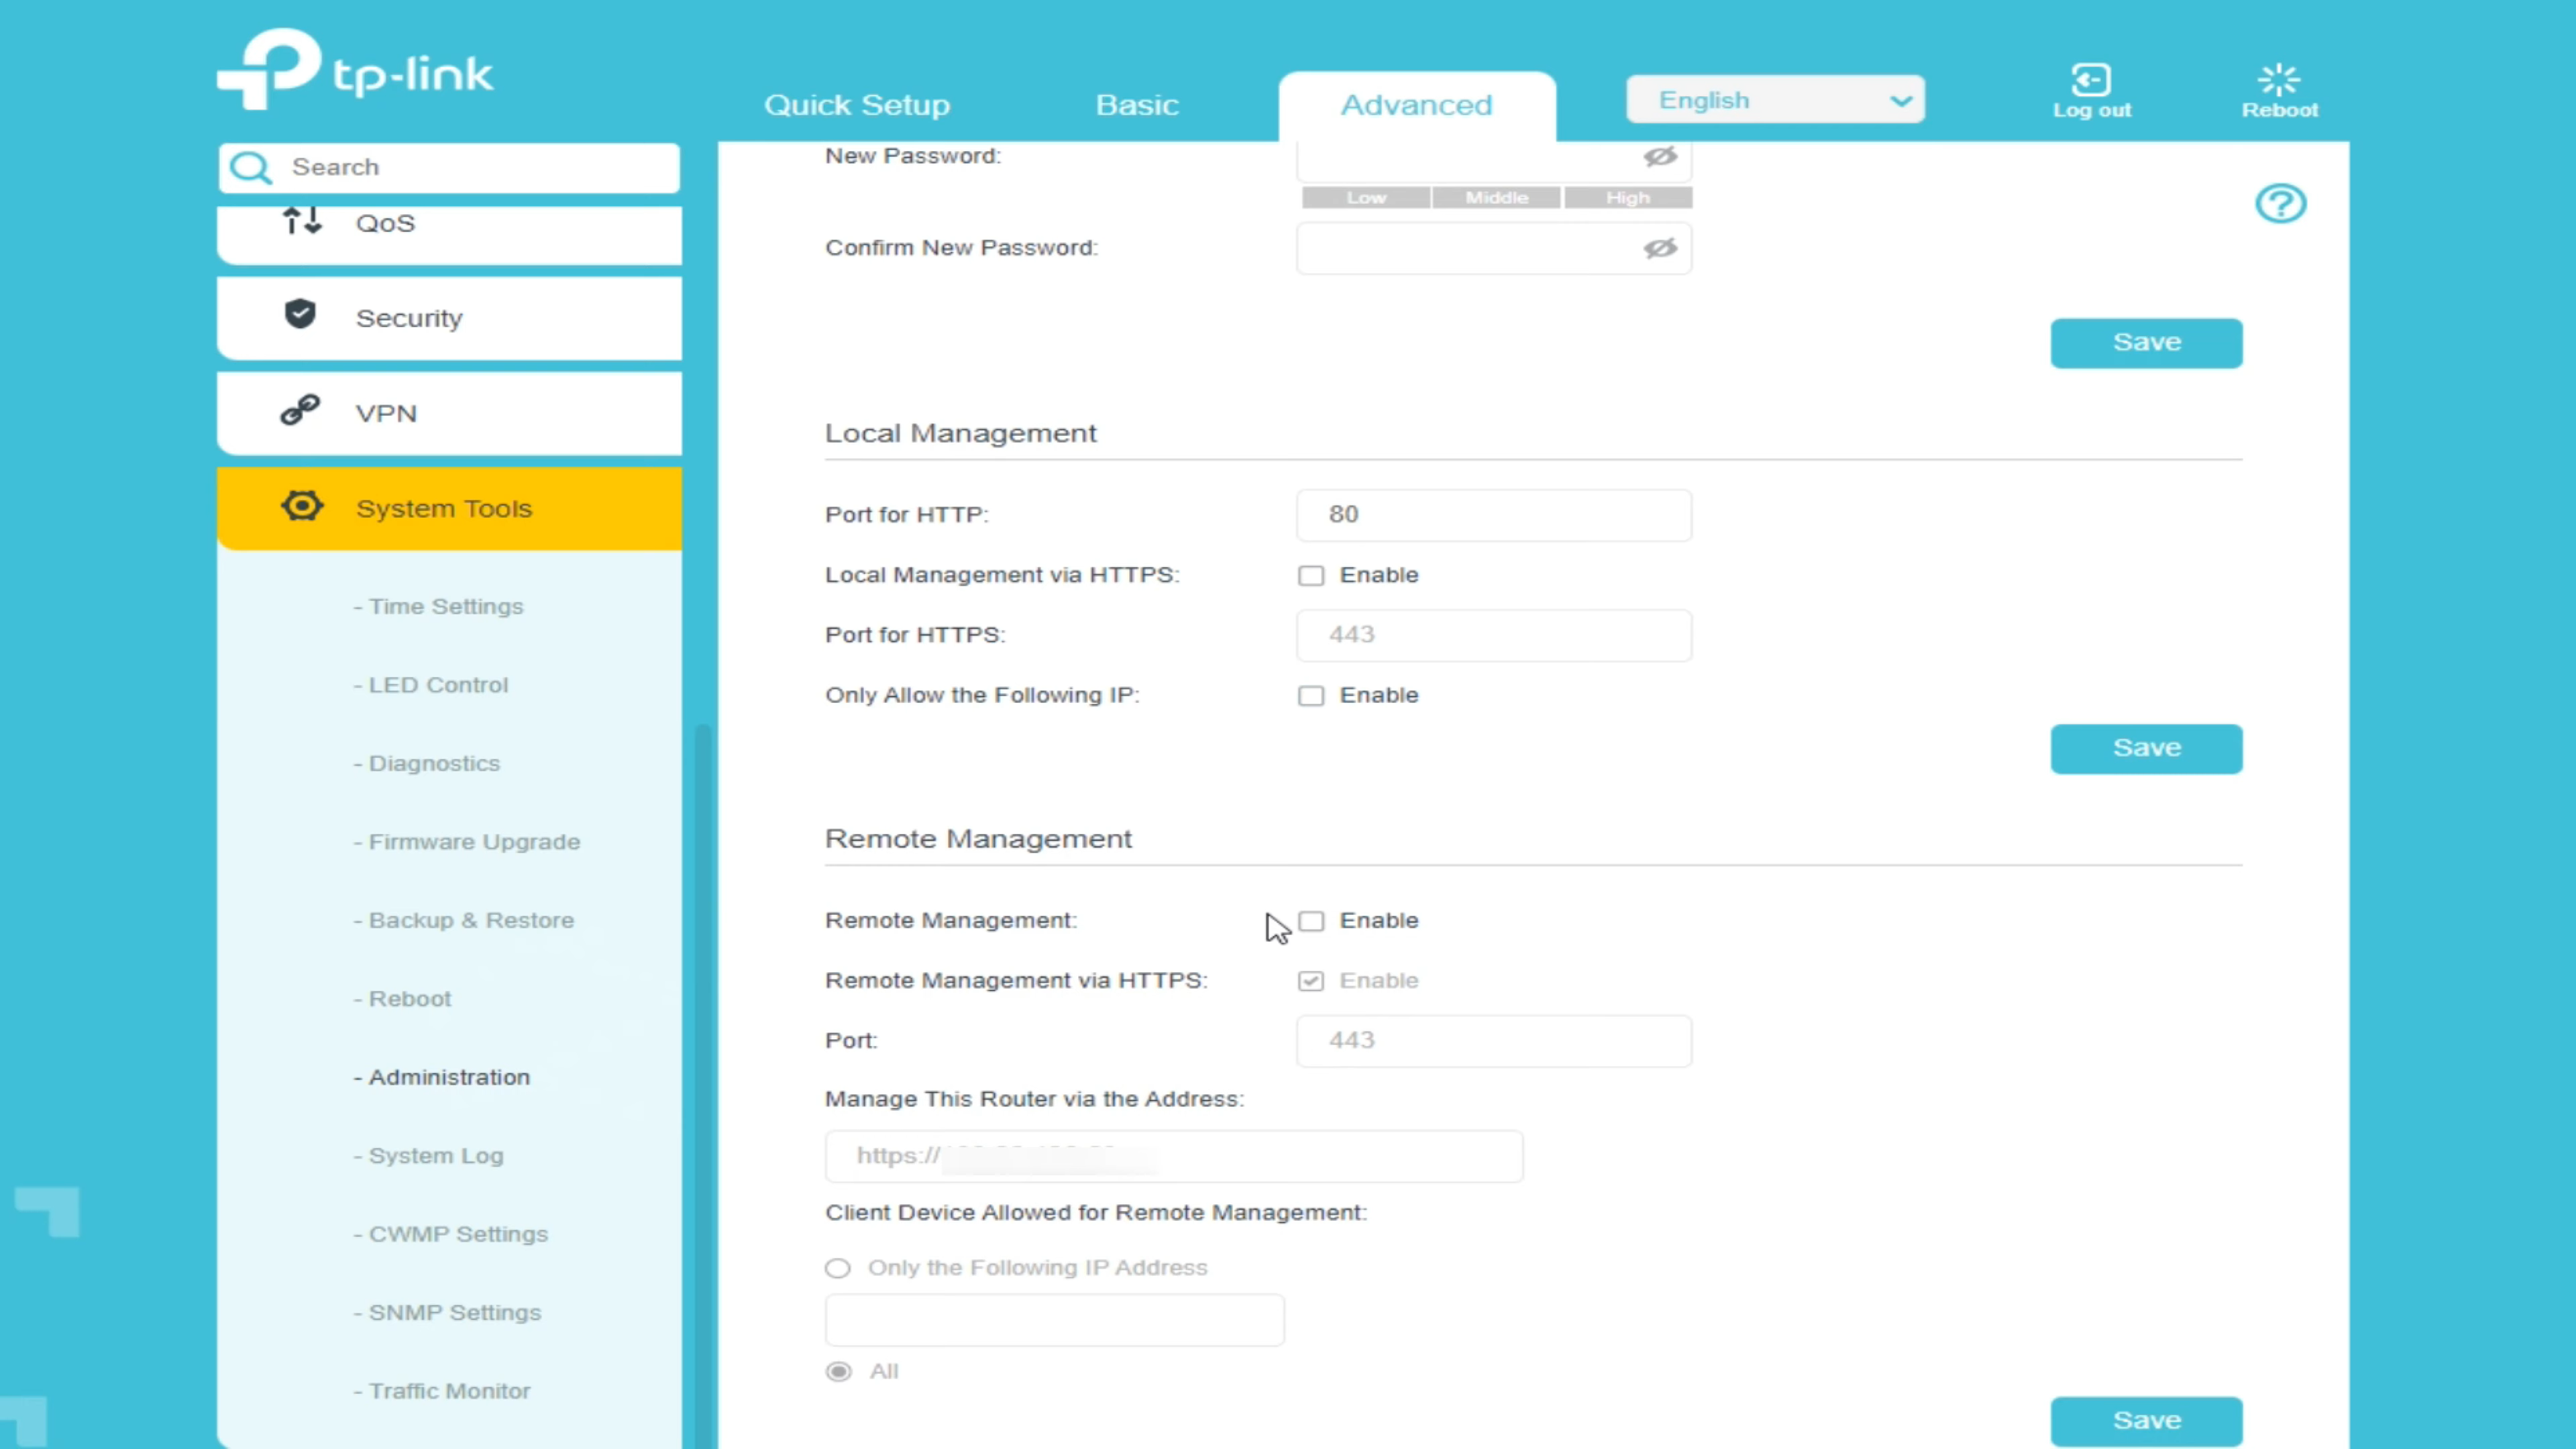 tp-link
Quick Setup
Basic
Advanced
English
Log out
Reboot
Search
QoS
Security
VPN
System Tools
- Time Settings
- LED Control
- Diagnostics
- Firmware Upgrade
- Backup & Restore
- Reboot
- Administration
- System Log
- CWMP Settings
- SNMP Settings
- Traffic Monitor
New Password:
Low Middle High
Confirm New Password:
Save
Local Management
Port for HTTP: 80
Local Management via HTTPS: Enable
Port for HTTPS: 443
Only Allow the Following IP: Enable
Save
Remote Management
Remote Management: Enable
Remote Management via HTTPS: Enable
Port: 443
Manage This Router via the Address:
https://
Client Device Allowed for Remote Management:
Only the Following IP Address
All
Save